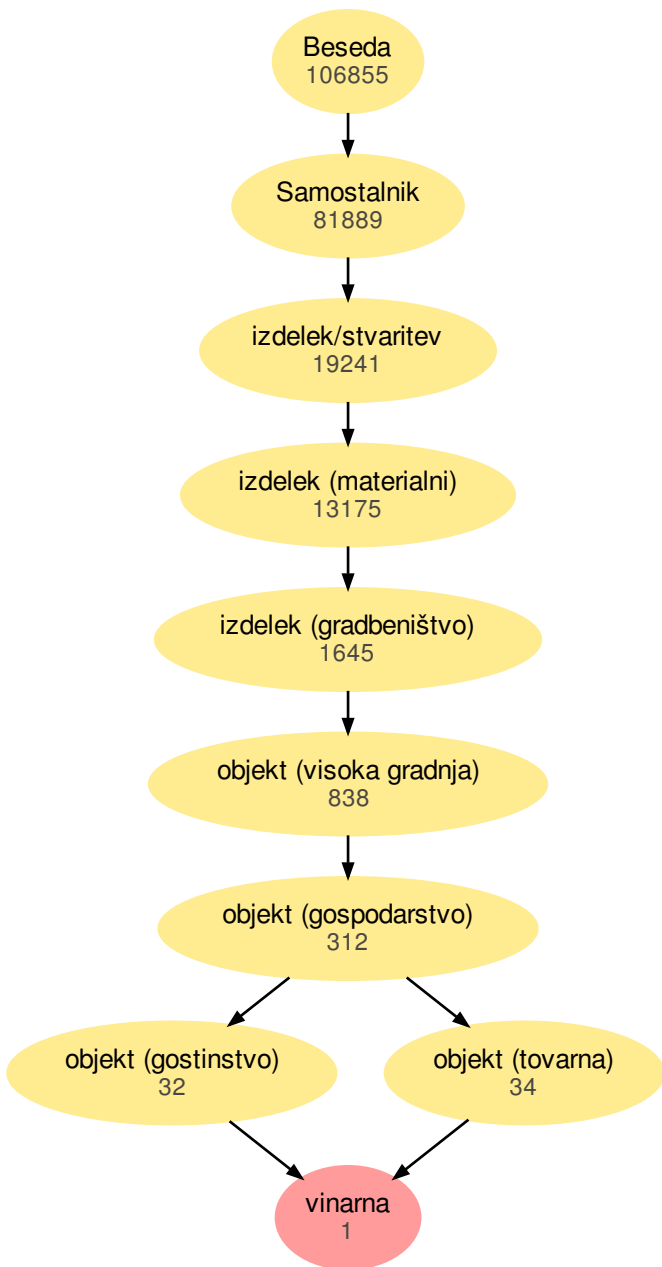 Beseda
106855
Samostalnik
81889
izdelek/stvaritev
19241
izdelek (materialni)
13175
izdelek (gradbeništvo)
1645
objekt (visoka gradnja)
838
objekt (gospodarstvo)
312
objekt (gostinstvo)
32
objekt (tovarna)
34
vinarna
1